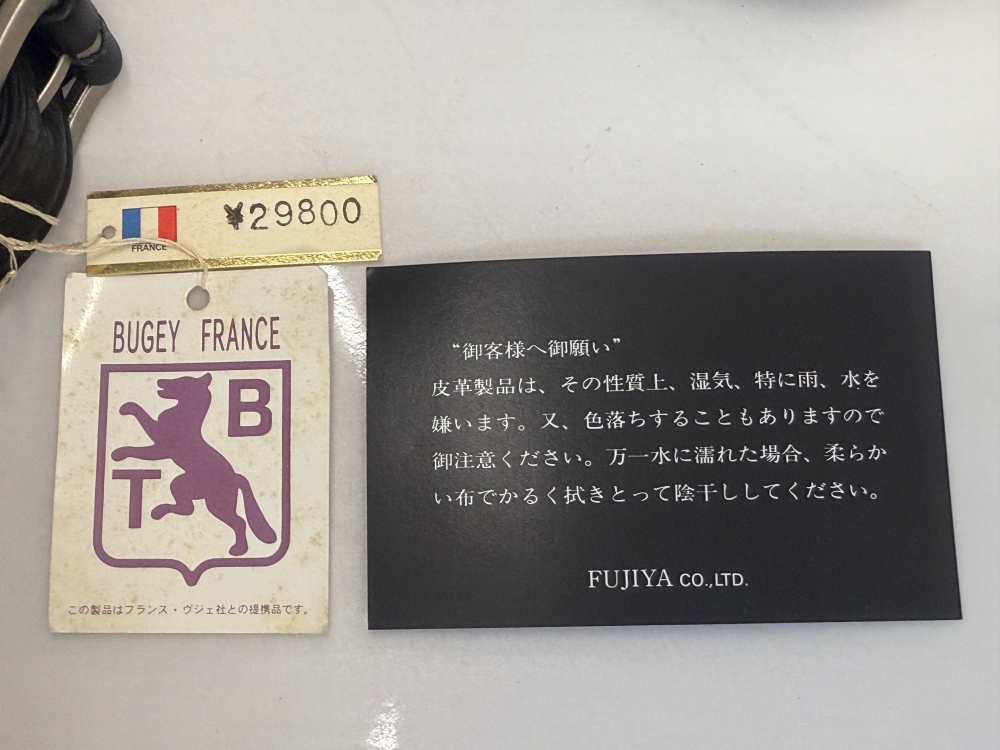 FRANCE
¥29800
BUGEY FRANCE
B
T
この製品はフランス・ヴジェ社との提携品です。
“御客様へ御願い”
皮革製品は、その性質上、湿気、特に雨、水を
嫌います。又、色落ちすることもありますので
御注意ください。万一水に濡れた場合、柔らか
い布でかるく拭きとって陰干ししてください。
FUJIYA CO.,LTD.